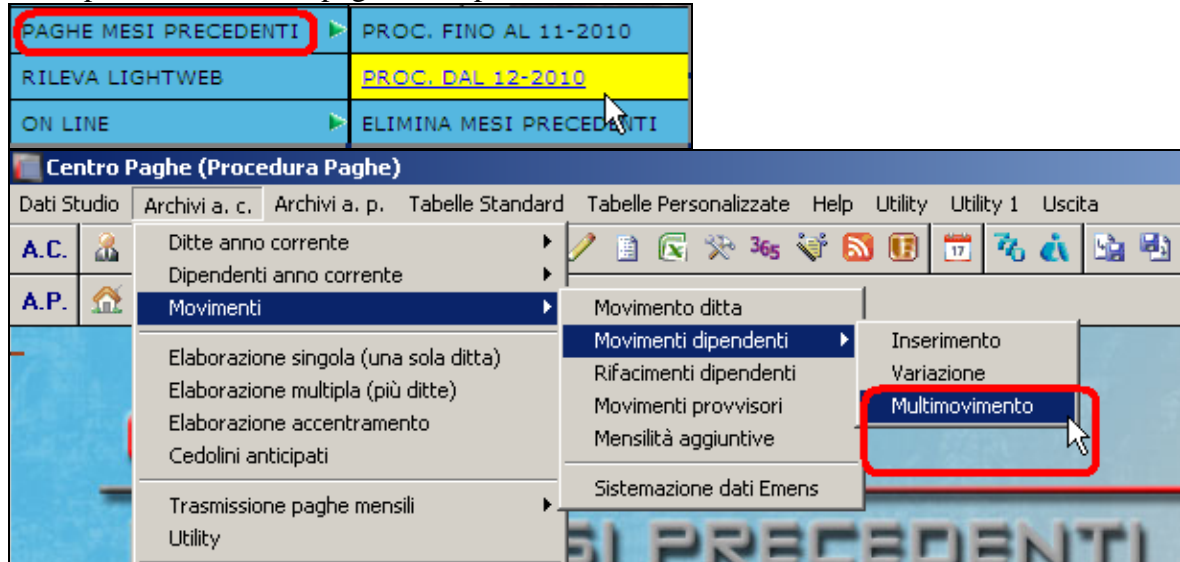 PAGHE MESI PRECEDENTI PROC. FINO AL 11-2010
RILEVA LIGHTWEB PROC. DAL 12-2010
ON LINE ELIMINA MESI PRECEDENTI
Centro Paghe (Procedura Paghe)
Dati Studio Archivi a. c. Archivi a. p. Tabelle Standard Tabelle Personalizzate Help Utility Utility 1 Uscita
A.C. 365 17
A.P.
Ditte anno corrente
Dipendenti anno corrente
Movimenti
Elaborazione singola (una sola ditta)
Elaborazione multipla (più ditte)
Elaborazione accentramento
Cedolini anticipati
Trasmissione paghe mensili
Utility
Movimento ditta
Movimenti dipendenti
Rifacimenti dipendenti
Movimenti provvisori
Mensilità aggiuntive
Sistemazione dati Emens
Inserimento
Variazione
Multimovimento
SI PRECEDENTI